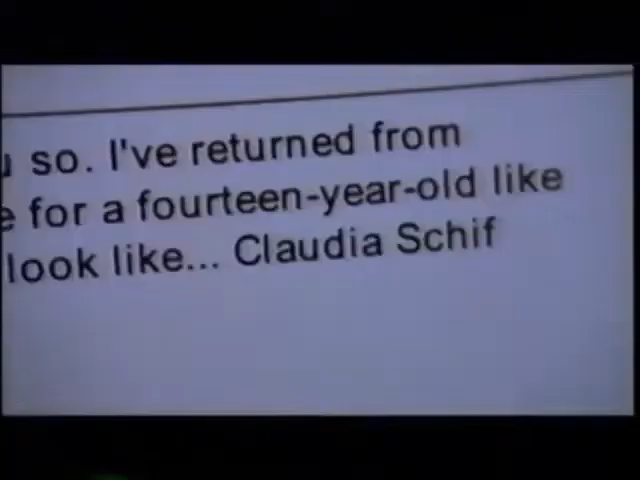 so. I've returned from
for a fourteen-year-old like
look like... Claudia Schif